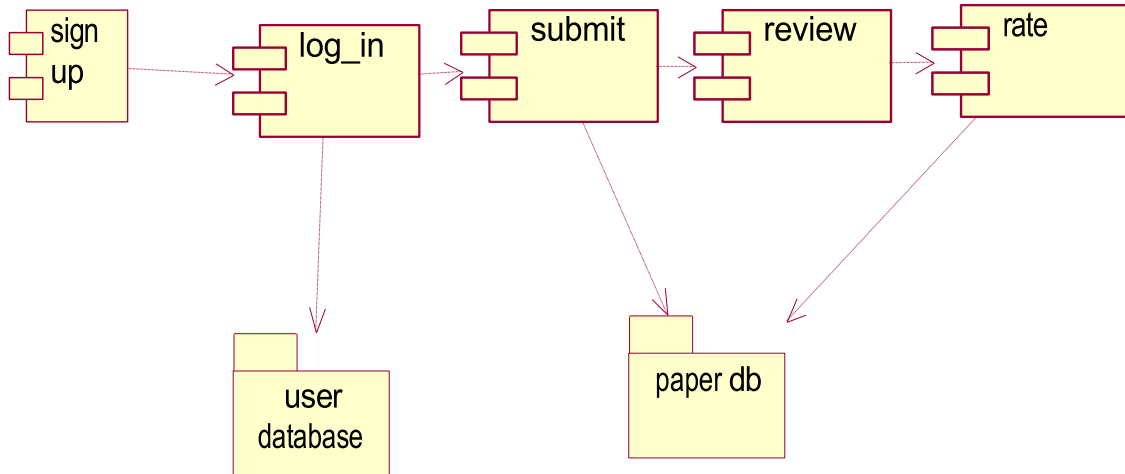 sign
up
log_in
submit
review
rate
user
database
paper db